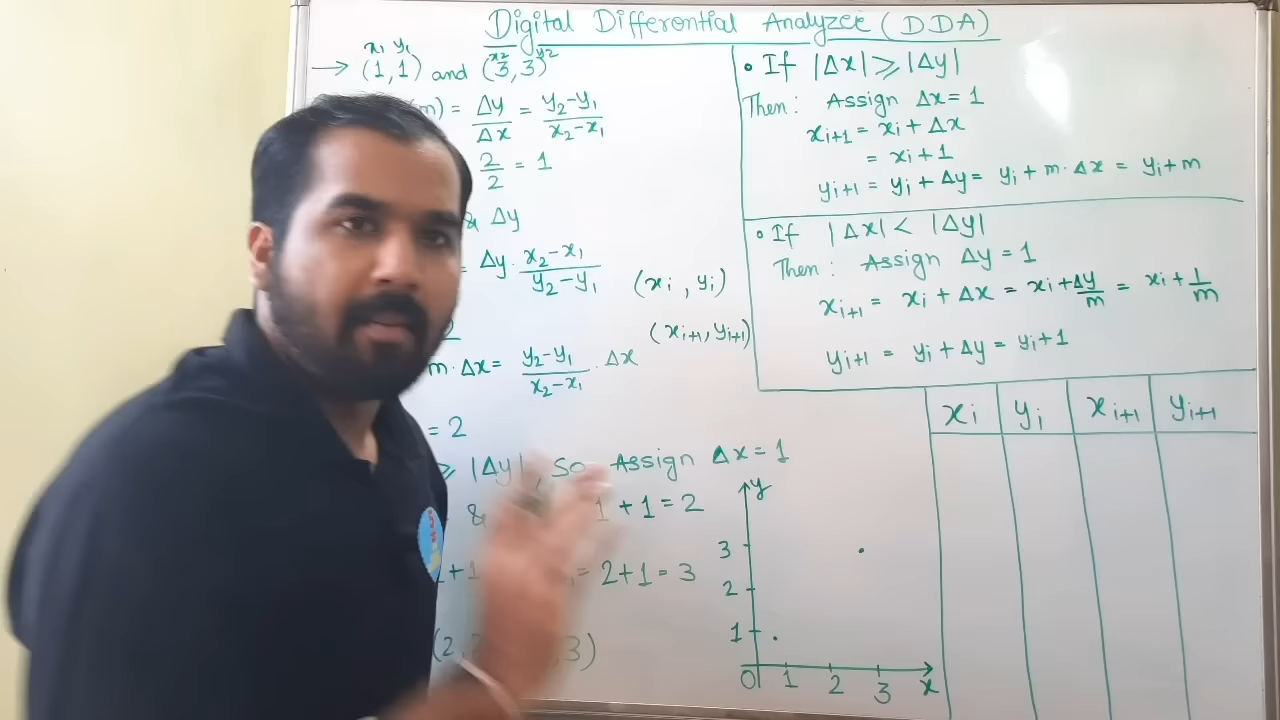 Digital Differential Analyzer (DDA)
x1 y1 x2 y2
→ (1,1) and (3,3)
m) = Δy/Δx = y2-y1/x2-x1
2/2 = 1
& Δy
= Δy · x2-x1/y2-y1
(xi, yi)
2
(xi+1, yi+1)
m·Δx = y2-y1/x2-x1 · Δx
= 2
≥ |Δy|, So Assign Δx=1
& 1+1=2
+1 = 2+1=3
(2, 3)
• If |Δx| ≥ |Δy|
Then: Assign Δx=1
xi+1 = xi + Δx
= xi+1
yi+1 = yi + Δy = yi + m·Δx = yi+m
• If |Δx| < |Δy|
Then: Assign Δy=1
xi+1 = xi + Δx = xi + Δy/m = xi + 1/m
yi+1 = yi + Δy = yi+1
xi yi xi+1 yi+1
y
3
2
1
0 1 2 3 x